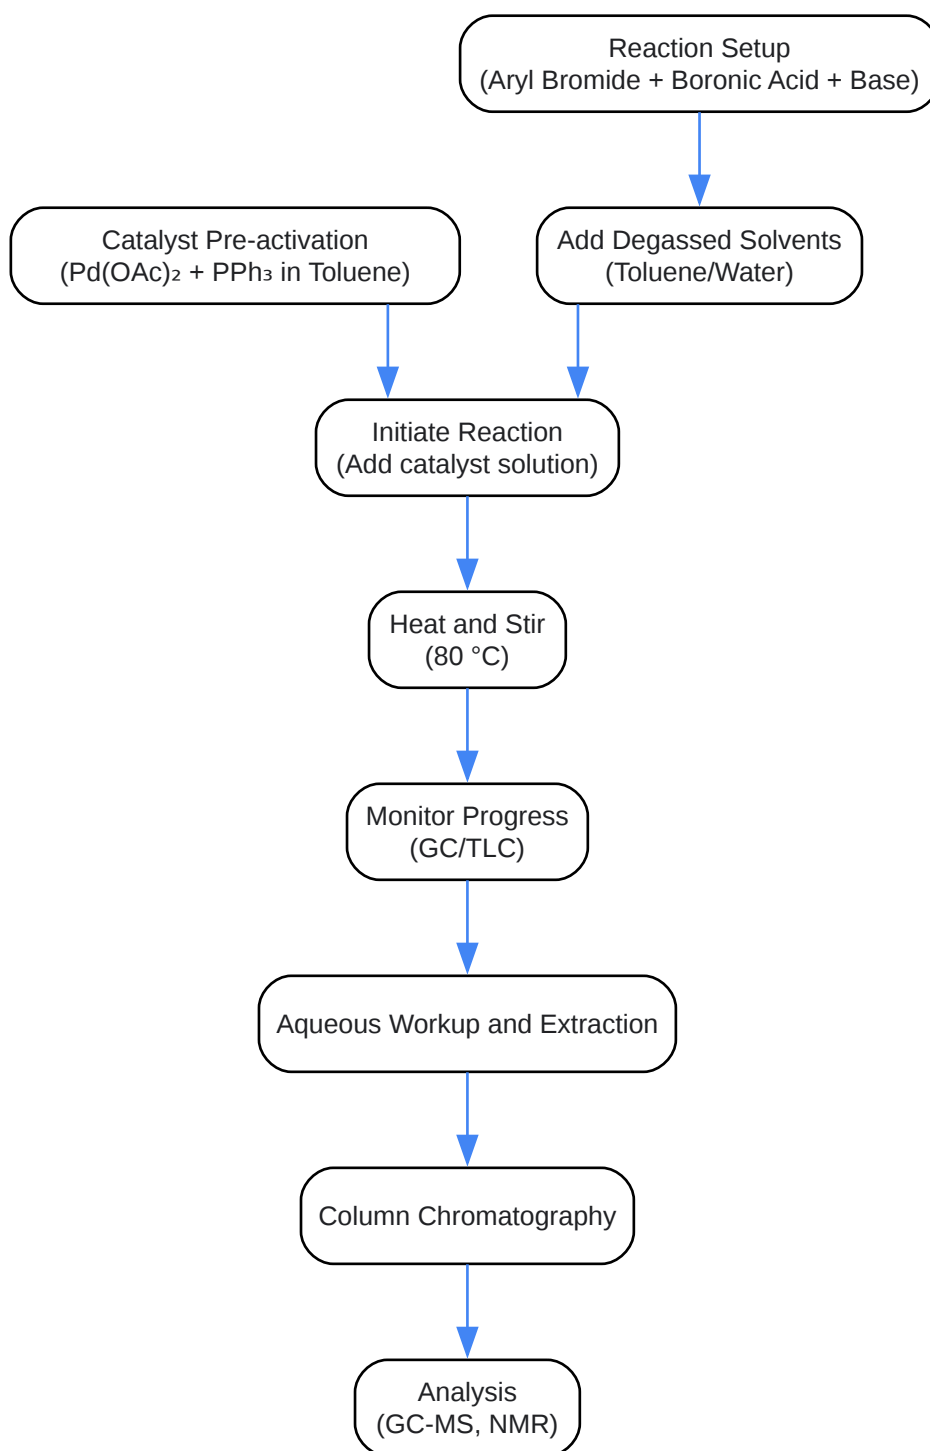 Reaction Setup
(Aryl Bromide + Boronic Acid + Base)
Catalyst Pre-activation
(Pd(OAc)₂ + PPh₃ in Toluene)
Add Degassed Solvents
(Toluene/Water)
Initiate Reaction
(Add catalyst solution)
Heat and Stir
(80 °C)
Monitor Progress
(GC/TLC)
Aqueous Workup and Extraction
Column Chromatography
Analysis
(GC-MS, NMR)